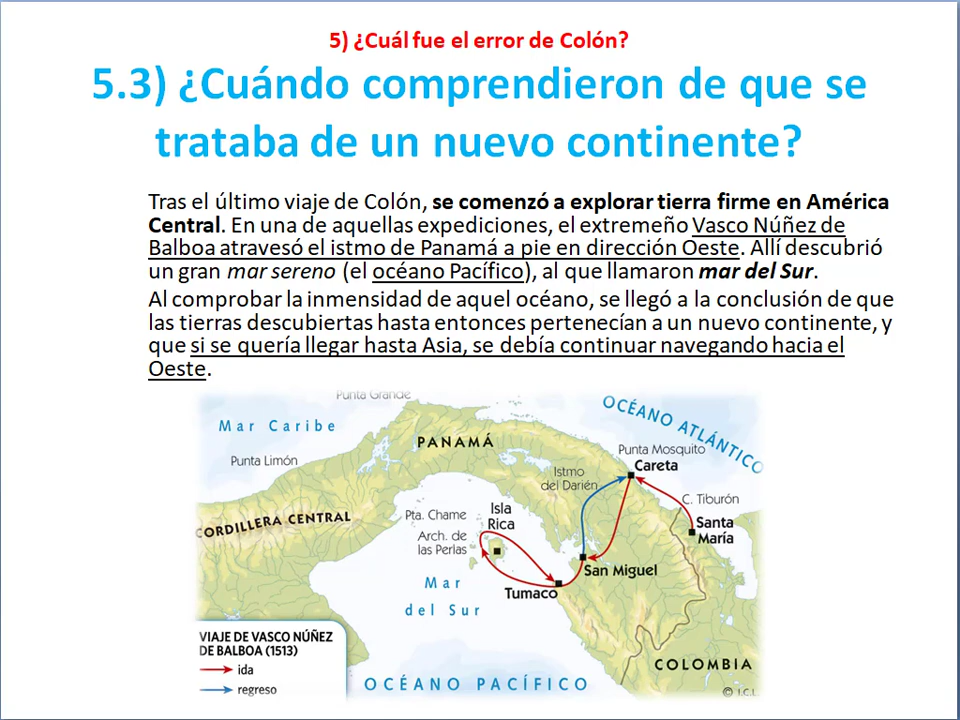 5) ¿Cuál fue el error de Colón?
5.3) ¿Cuándo comprendieron de que se
trataba de un nuevo continente?
Tras el último viaje de Colón, se comenzó a explorar tierra firme en América
Central. En una de aquellas expediciones, el extremeño Vasco Núñez de
Balboa atravesó el istmo de Panamá a pie en dirección Oeste. Allí descubrió
un gran mar sereno (el océano Pacífico), al que llamaron mar del Sur.
Al comprobar la inmensidad de aquel océano, se llegó a la conclusión de que
las tierras descubiertas hasta entonces pertenecían a un nuevo continente, y
que si se quería llegar hasta Asia, se debía continuar navegando hacia el
Oeste.
Punta Grande
OCÉANO ATLÁNTICO
Mar Caribe
PANAMÁ
Punta Limón
Punta Mosquito
Careta
Istmo
del Darién
C. Tiburón
CORDILLERA CENTRAL
Pta. Chame
Isla
Rica
Santa
María
Arch. de
las Perlas
San Miguel
Mar
del Sur
Tumaco
VIAJE DE VASCO NÚÑEZ
DE BALBOA (1513)
ida
regreso
COLOMBIA
OCÉANO PACÍFICO
© J.C.L.